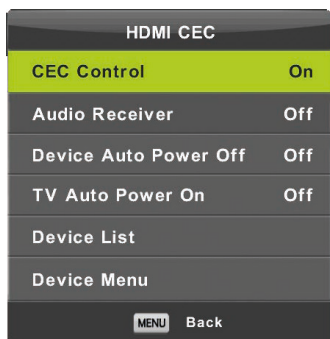 HDMI CEC
CEC Control On
Audio Receiver Off
Device Auto Power Off Off
TV Auto Power On Off
Device List
Device Menu
MENU Back